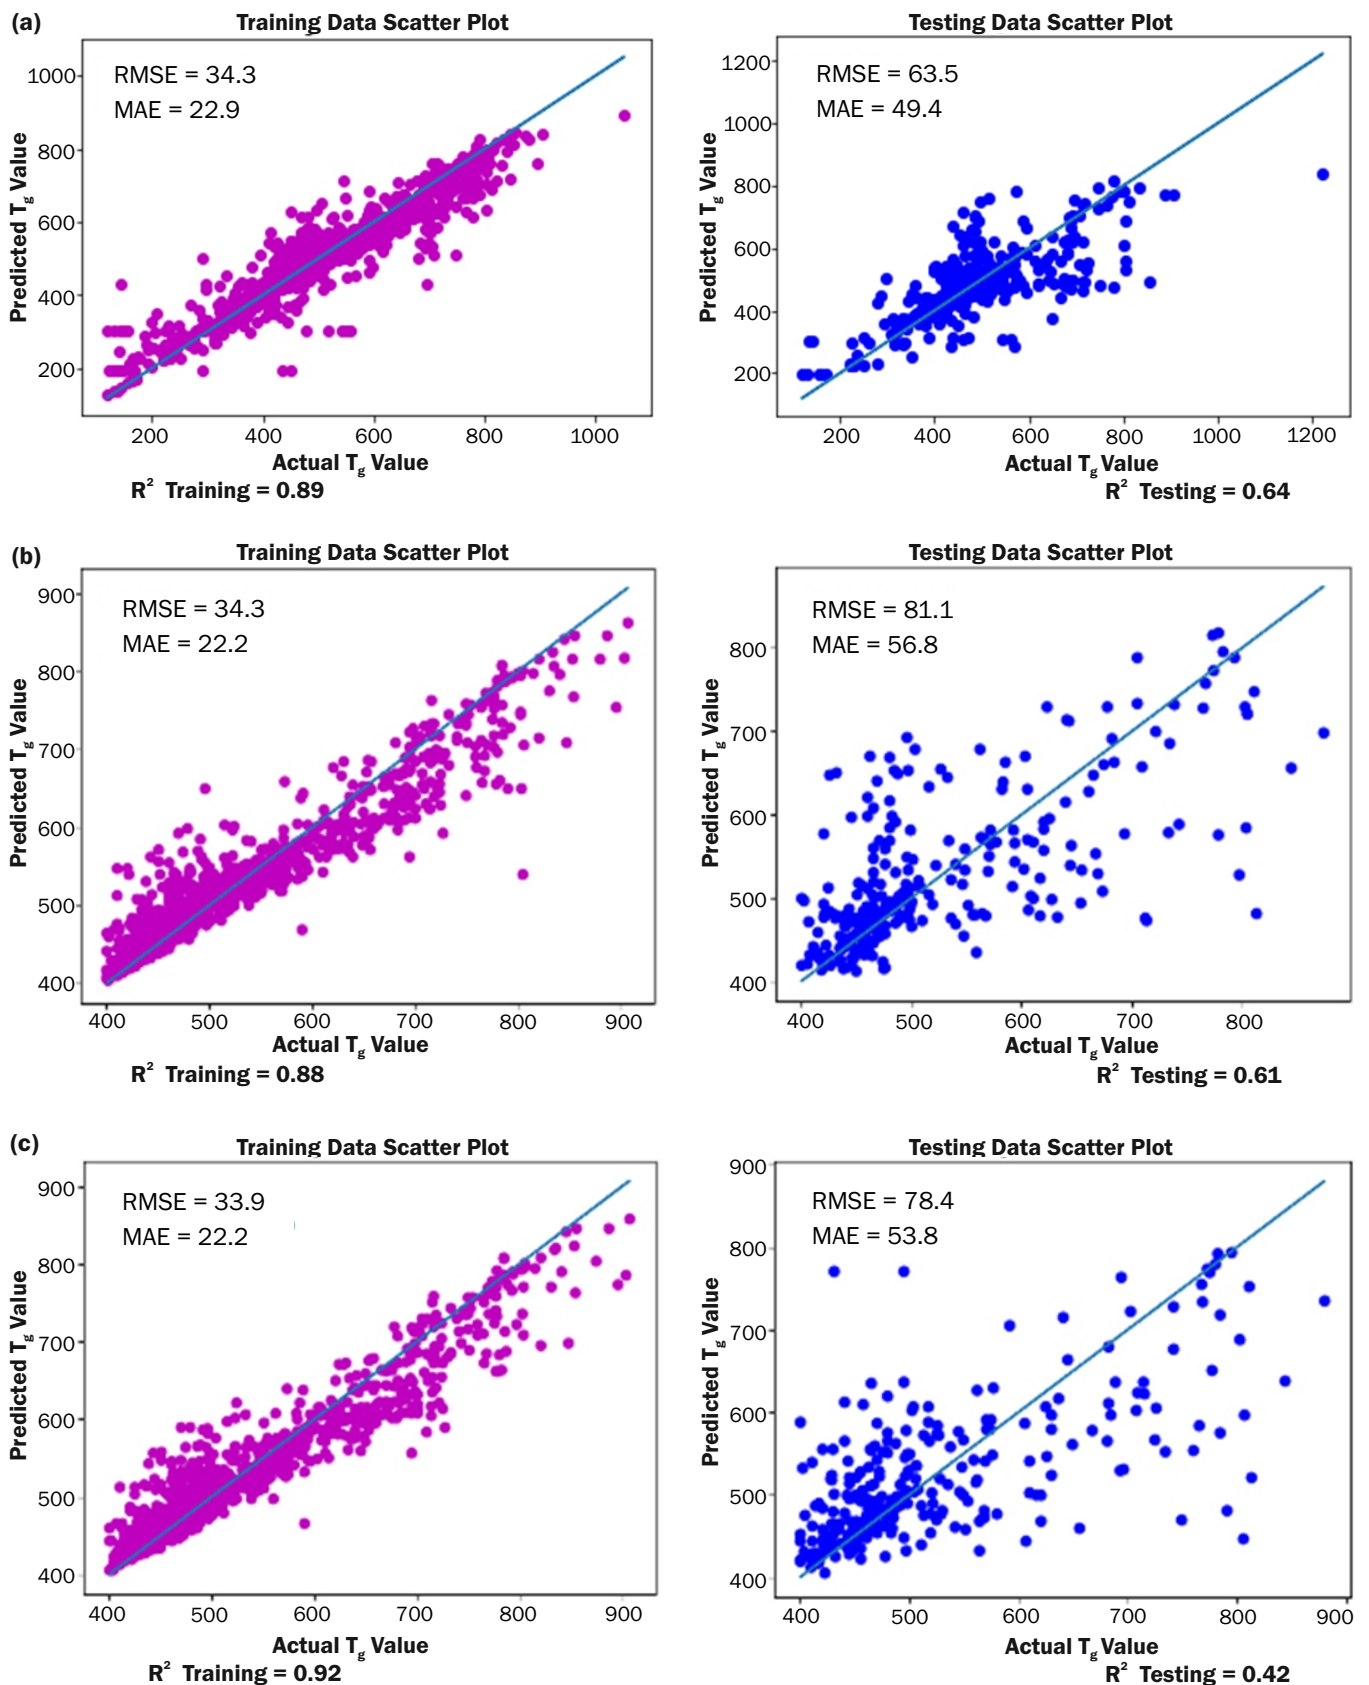 (a)
Training Data Scatter Plot
RMSE = 34.3
MAE = 22.9
Predicted Tg Value
1000
800
600
400
200
200 400 600 800 1000
Actual Tg Value
R² Training = 0.89
Testing Data Scatter Plot
RMSE = 63.5
MAE = 49.4
Predicted Tg Value
1200
1000
800
600
400
200
200 400 600 800 1000 1200
Actual Tg Value
R² Testing = 0.64
(b)
Training Data Scatter Plot
RMSE = 34.3
MAE = 22.2
Predicted Tg Value
900
800
700
600
500
400
400 500 600 700 800 900
Actual Tg Value
R² Training = 0.88
Testing Data Scatter Plot
RMSE = 81.1
MAE = 56.8
Predicted Tg Value
800
700
600
500
400
400 500 600 700 800
Actual Tg Value
R² Testing = 0.61
(c)
Training Data Scatter Plot
RMSE = 33.9
MAE = 22.2
Predicted Tg Value
900
800
700
600
500
400
400 500 600 700 800 900
Actual Tg Value
R² Training = 0.92
Testing Data Scatter Plot
RMSE = 78.4
MAE = 53.8
Predicted Tg Value
900
800
700
600
500
400
400 500 600 700 800 900
Actual Tg Value
R² Testing = 0.42